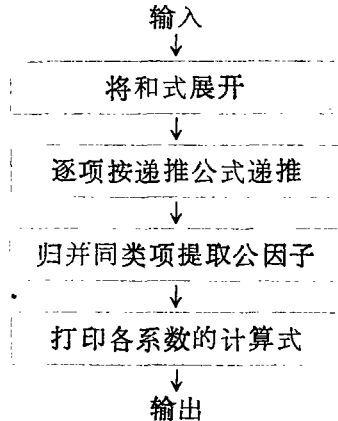 输入
将和式展开
逐项按递推公式递推
归并同类项提取公因子
打印各系数的计算式
输出